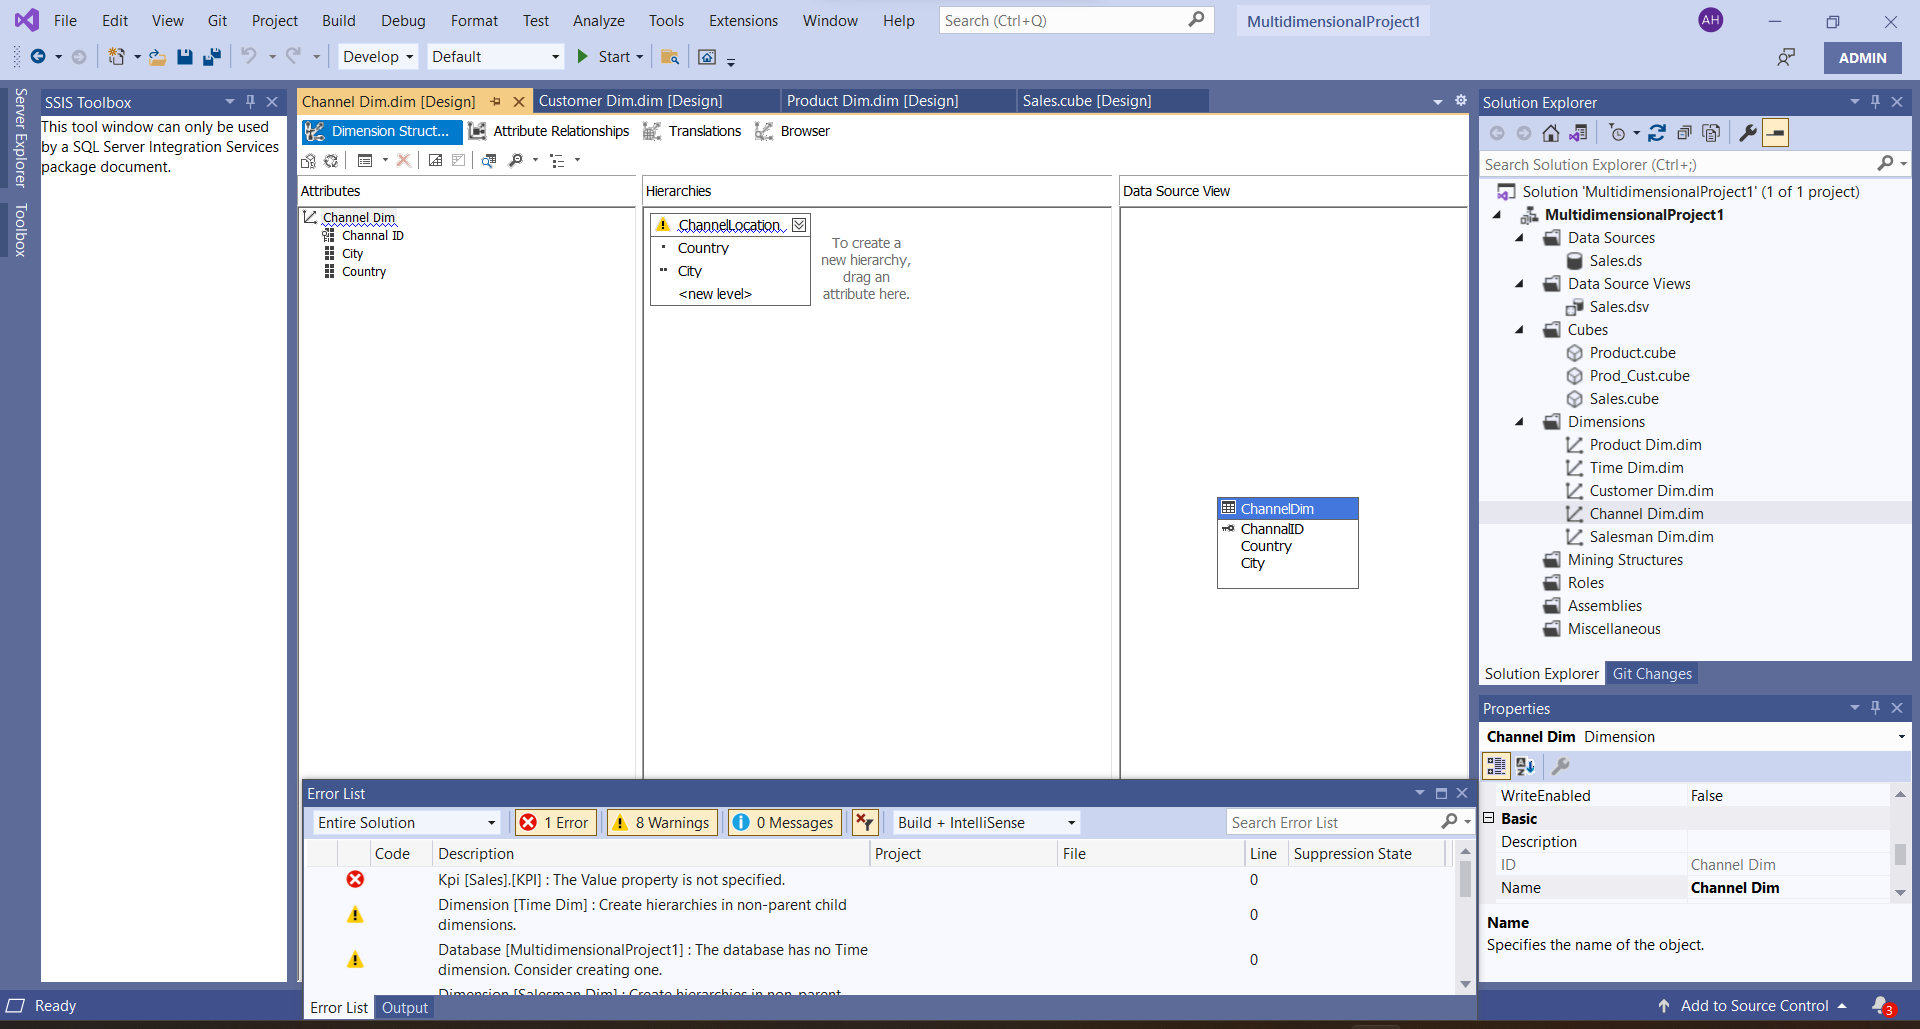 File Edit View Git Project Build Debug Format Test Analyze Tools Extensions Window Help Search (Ctrl+Q) MultidimensionalProject1 AH
Develop Default Start ADMIN
Server Explorer
Toolbox
SSIS Toolbox
This tool window can only be used
by a SQL Server Integration Services
package document.
Channel Dim.dim [Design] Customer Dim.dim [Design] Product Dim.dim [Design] Sales.cube [Design]
Dimension Struct... Attribute Relationships Translations Browser
Attributes Hierarchies Data Source View
Channel Dim
Channal ID
City
Country
ChannelLocation
Country
City
<new level>
To create a
new hierarchy,
drag an
attribute here.
ChannelDim
ChannalID
Country
City
Solution Explorer
Search Solution Explorer (Ctrl+;)
Solution 'MultidimensionalProject1' (1 of 1 project)
MultidimensionalProject1
Data Sources
Sales.ds
Data Source Views
Sales.dsv
Cubes
Product.cube
Prod_Cust.cube
Sales.cube
Dimensions
Product Dim.dim
Time Dim.dim
Customer Dim.dim
Channel Dim.dim
Salesman Dim.dim
Mining Structures
Roles
Assemblies
Miscellaneous
Solution Explorer Git Changes
Properties
Channel Dim Dimension
WriteEnabled False
Basic
Description
ID Channel Dim
Name Channel Dim
Name
Specifies the name of the object.
Error List
Entire Solution 1 Error 8 Warnings 0 Messages Build + IntelliSense Search Error List
Code Description Project File Line Suppression State
Kpi [Sales].[KPI] : The Value property is not specified. 0
Dimension [Time Dim] : Create hierarchies in non-parent child
dimensions. 0
Database [MultidimensionalProject1] : The database has no Time
dimension. Consider creating one. 0
Dimension [Salesman Dim] : Create hierarchies in non-parent
Error List Output
Ready Add to Source Control 3